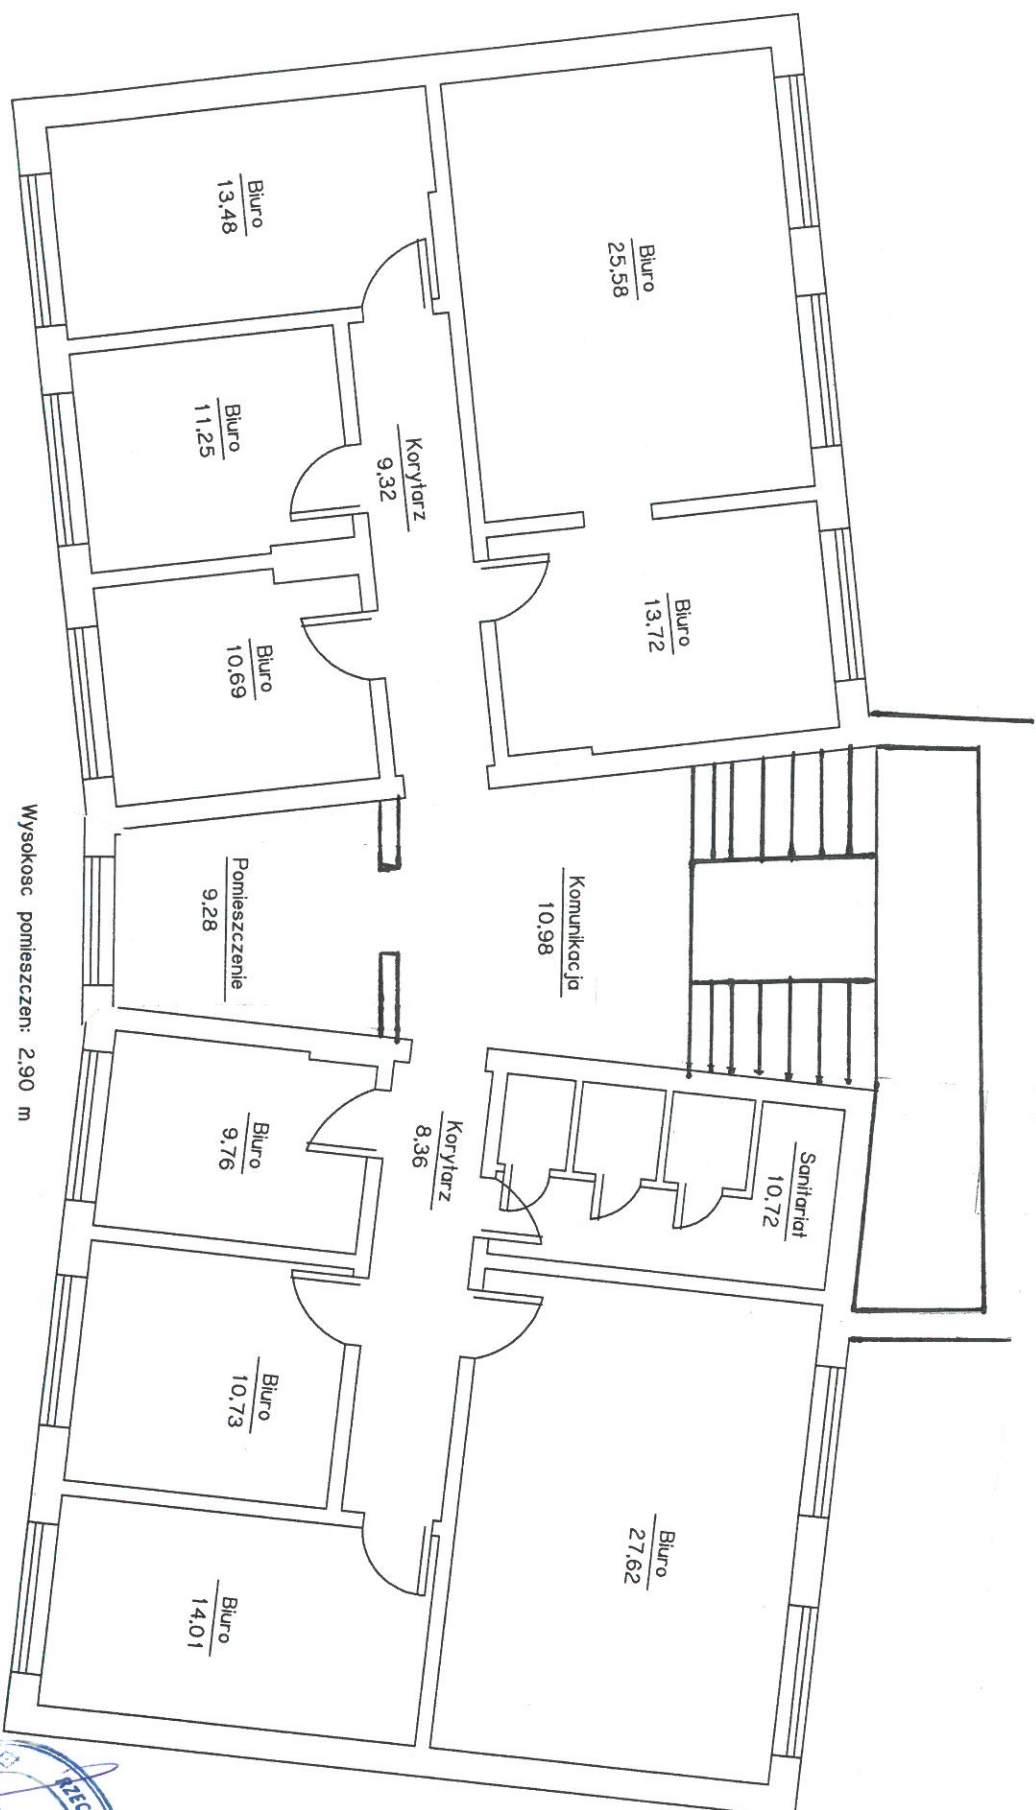 Biuro
25,58
Biuro
13,72
Biuro
13,48
Biuro
11,25
Korytarz
9,32
Biuro
10,69
Komunikacja
10,98
Pomieszczenie
9,28
Sanitariat
10,72
Korytarz
8,36
Biuro
9,76
Biuro
10,73
Biuro
27,62
Biuro
14,01
Wysokosc pomieszczen: 2,90 m